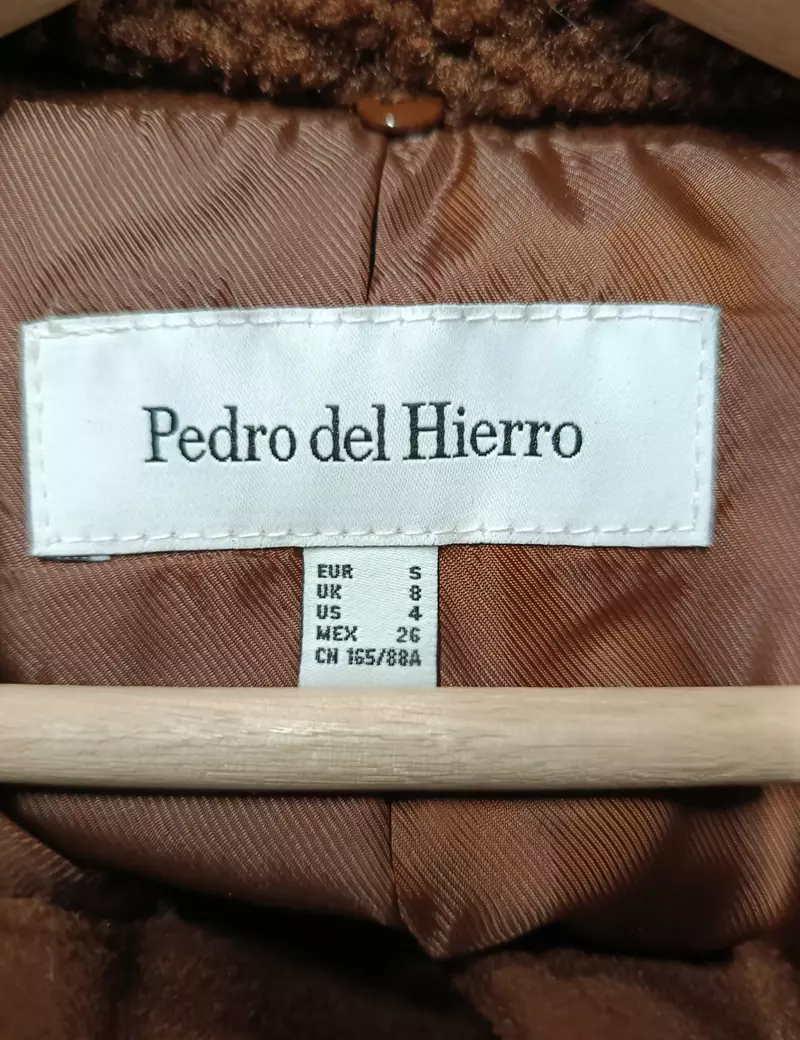 Pedro del Hierro
EUR S
UK 8
US 4
MEX 26
CN 165/88A